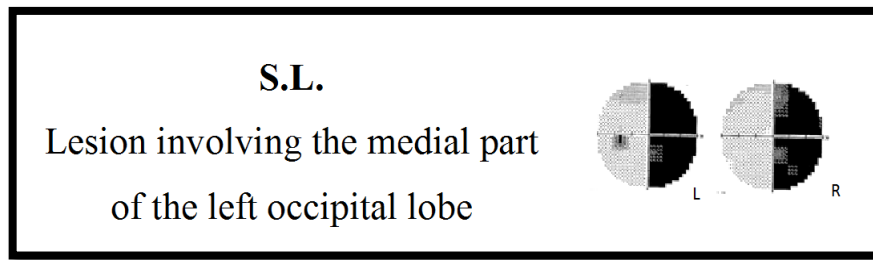 S.L.
Lesion involving the medial part
of the left occipital lobe
L
R